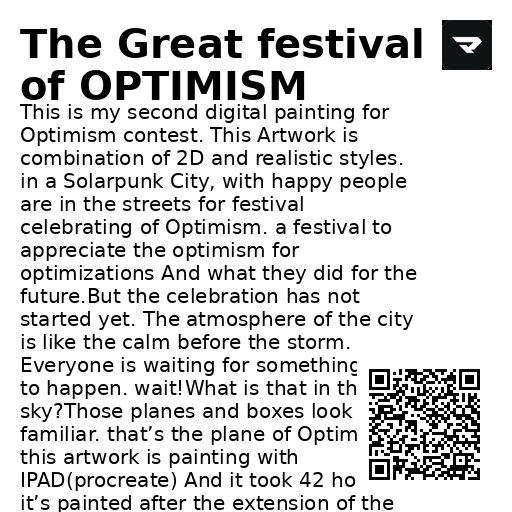 The Great festival
of OPTIMISM
This is my second digital painting for
Optimism contest. This Artwork is
combination of 2D and realistic styles.
in a Solarpunk City, with happy people
are in the streets for festival
celebrating of Optimism. a festival to
appreciate the optimism for
optimizations And what they did for the
future.But the celebration has not
started yet. The atmosphere of the city
is like the calm before the storm.
Everyone is waiting for something
to happen. wait!What is that in th
sky?Those planes and boxes look
familiar. that’s the plane of Optim
this artwork is painting with
IPAD(procreate) And it took 42 ho
it’s painted after the extension of the